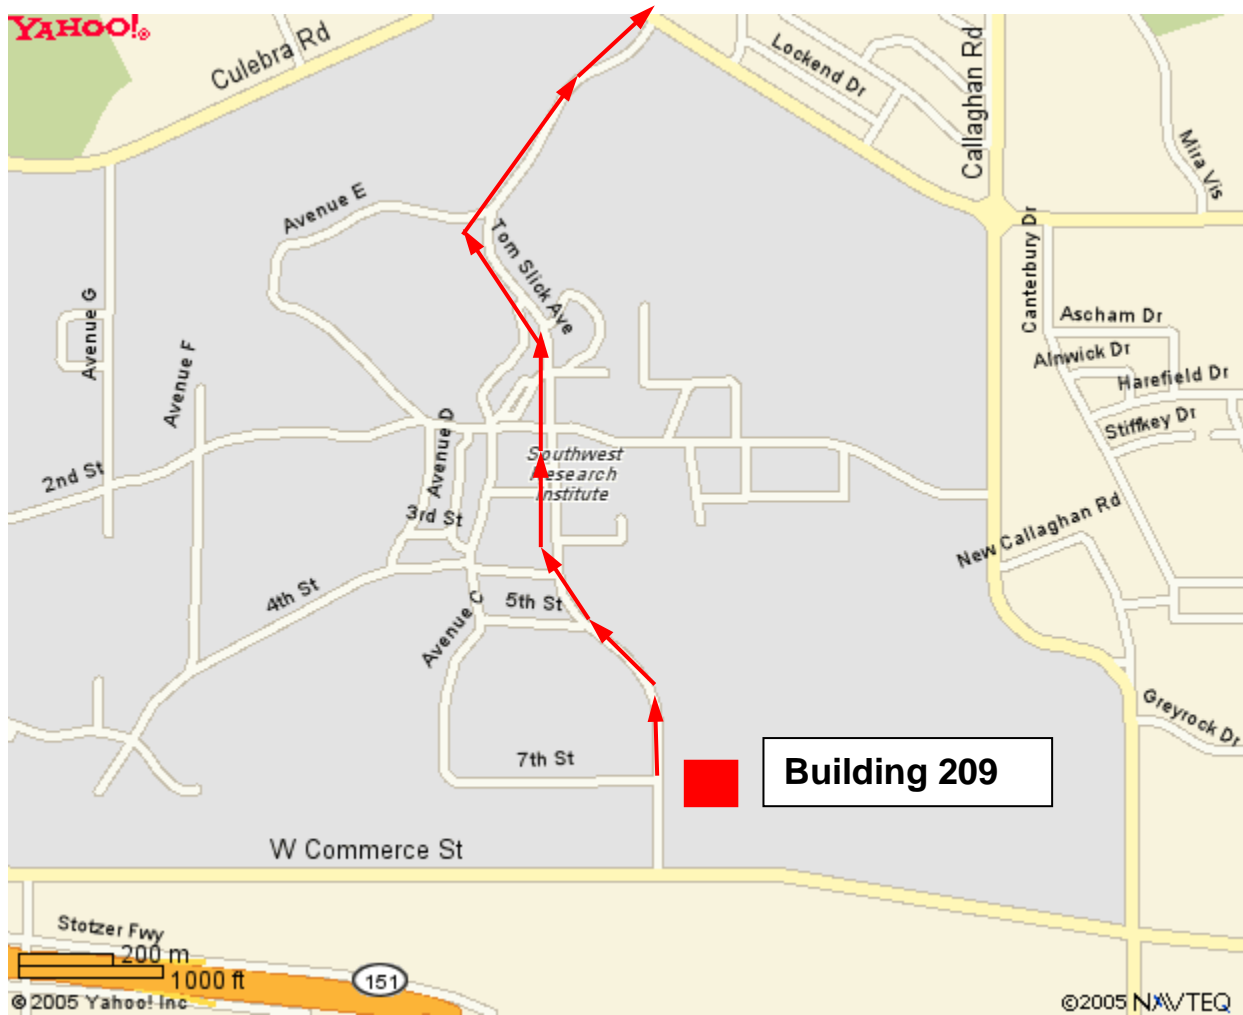 YAHOO!®
Culebra Rd
Lockend Dr
Callaghan Rd
Mira Vis
Avenue E
Tom Slick Ave
Canterbury Dr
Avenue G
Avenue F
Ascham Dr
Alnwick Dr
Harefield Dr
Stiffkey Dr
Avenue D
Southwest
Research
Institute
2nd St
3rd St
New Callaghan Rd
4th St
5th St
Avenue C
Greyrock Dr
7th St
Building 209
W Commerce St
Stotzer Fwy
200 m
1000 ft
151
© 2005 Yahoo! Inc
©2005 NAVTEQ